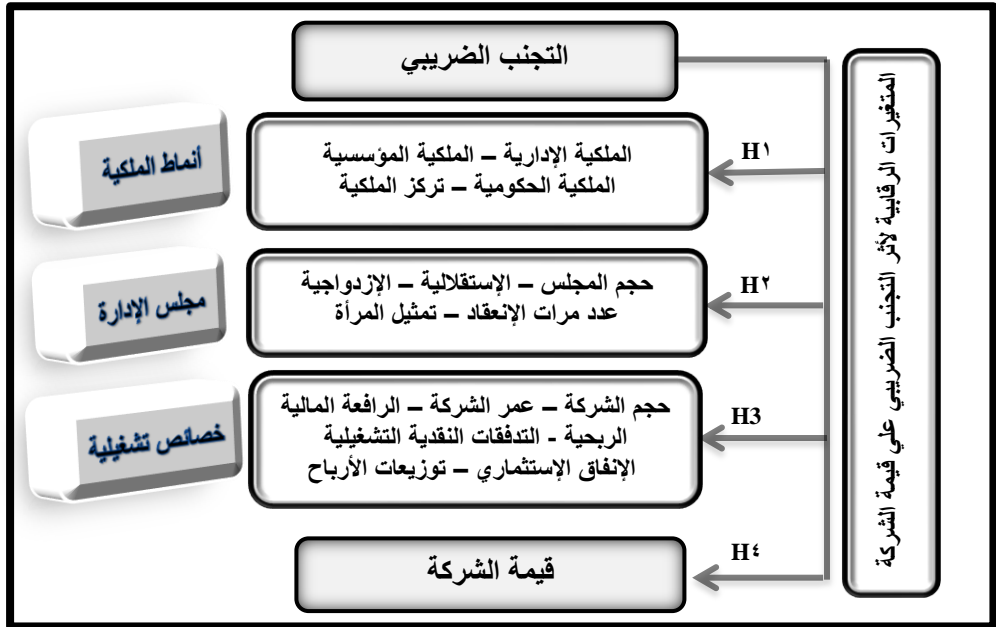 التجنب الضريبي
المتغيرات الرقابية لأثر التجنب الضريبي علي قيمة الشركة
H١
الملكية الإدارية – الملكية المؤسسية
الملكية الحكومية – تركز الملكية
أنماط الملكية
H٢
حجم المجلس – الإستقلالية – الإزدواجية
عدد مرات الإنعقاد – تمثيل المرأة
مجلس الإدارة
H3
حجم الشركة – عمر الشركة – الرافعة المالية
الربحية - التدفقات النقدية التشغيلية
الإنفاق الإستثماري – توزيعات الأرباح
خصائص تشغيلية
H٤
قيمة الشركة